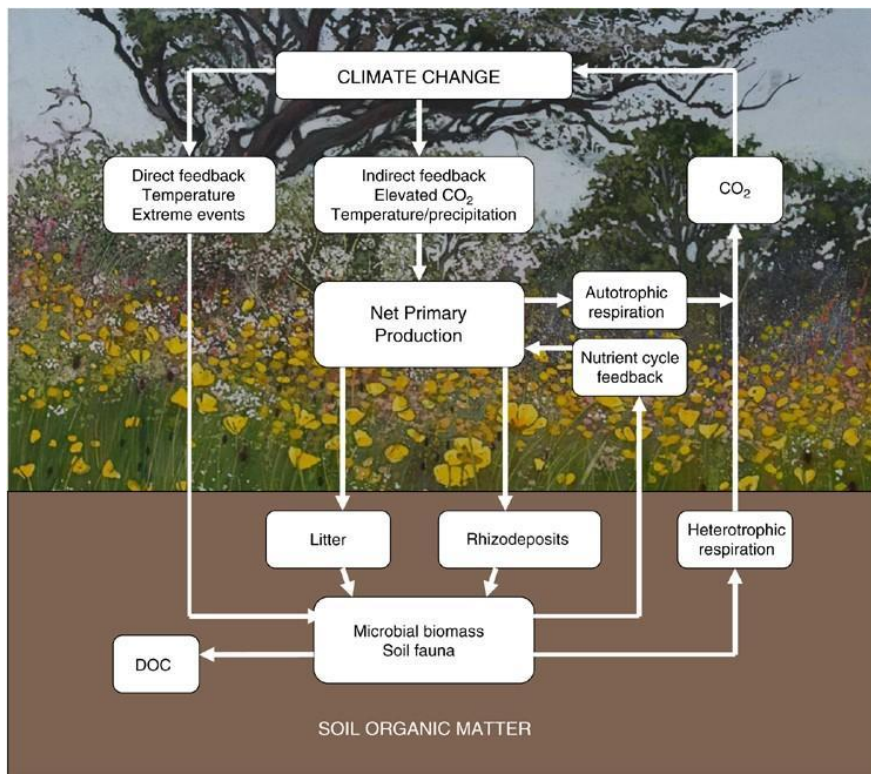 CLIMATE CHANGE
Direct feedback
Temperature
Extreme events
Indirect feedback
Elevated CO₂
Temperature/precipitation
CO₂
Net Primary
Production
Autotrophic
respiration
Nutrient cycle
feedback
Litter
Rhizodeposits
Heterotrophic
respiration
Microbial biomass
Soil fauna
DOC
SOIL ORGANIC MATTER